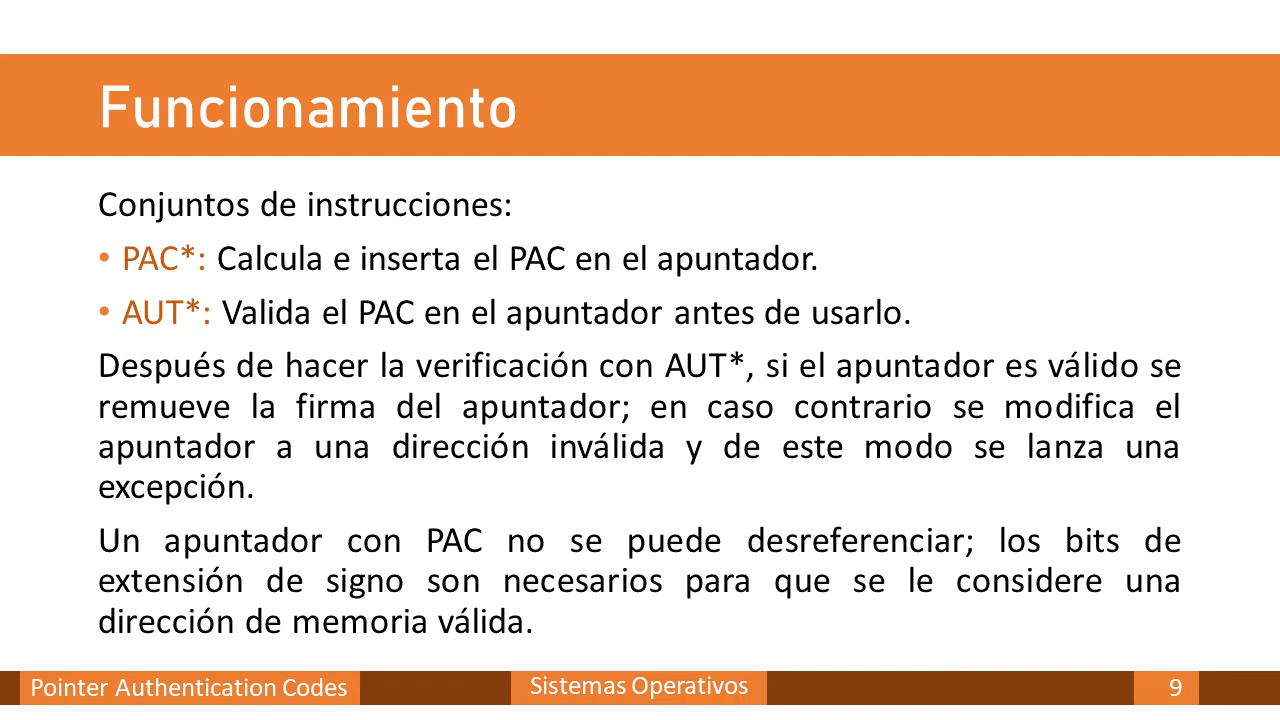 Funcionamiento
Conjuntos de instrucciones:
• PAC*: Calcula e inserta el PAC en el apuntador.
• AUT*: Valida el PAC en el apuntador antes de usarlo.
Después de hacer la verificación con AUT*, si el apuntador es válido se
remueve la firma del apuntador; en caso contrario se modifica el
apuntador a una dirección inválida y de este modo se lanza una
excepción.
Un apuntador con PAC no se puede desreferenciar; los bits de
extensión de signo son necesarios para que se le considere una
dirección de memoria válida.
Pointer Authentication Codes
Sistemas Operativos
9